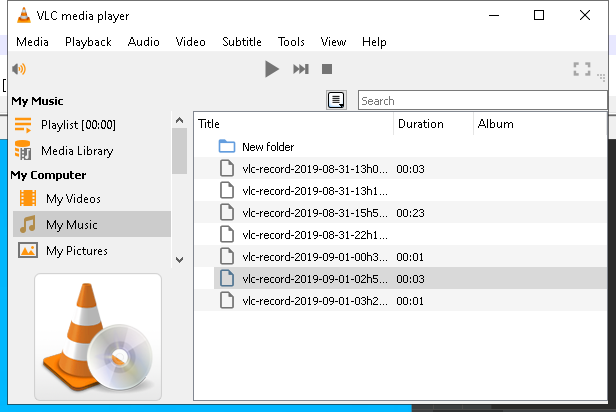 VLC media player
Media Playback Audio Video Subtitle Tools View Help
Search
My Music
Playlist [00:00]
Media Library
My Computer
My Videos
My Music
My Pictures
Title Duration Album
New folder
vlc-record-2019-08-31-13h0... 00:03
vlc-record-2019-08-31-13h1...
vlc-record-2019-08-31-15h5... 00:23
vlc-record-2019-08-31-22h1...
vlc-record-2019-09-01-00h3... 00:01
vlc-record-2019-09-01-02h5... 00:03
vlc-record-2019-09-01-03h2... 00:01